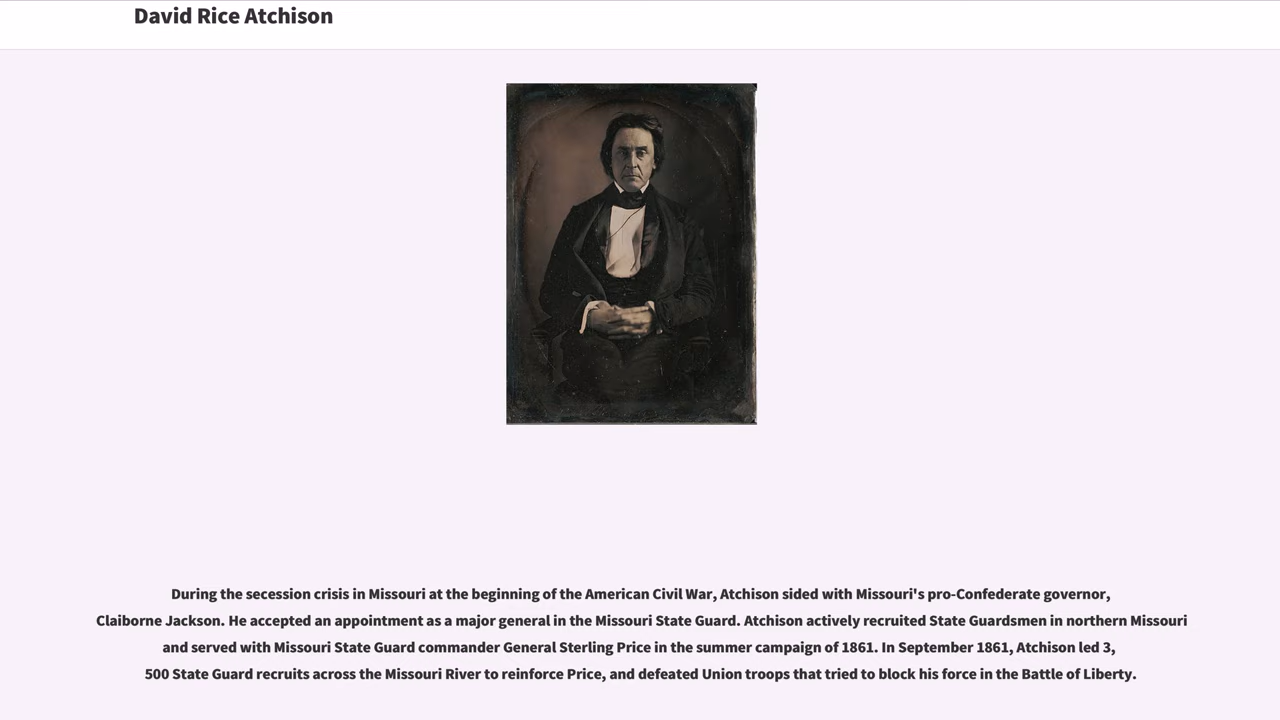 David Rice Atchison
During the secession crisis in Missouri at the beginning of the American Civil War, Atchison sided with Missouri's pro-Confederate governor,
Claiborne Jackson. He accepted an appointment as a major general in the Missouri State Guard. Atchison actively recruited State Guardsmen in northern Missouri
and served with Missouri State Guard commander General Sterling Price in the summer campaign of 1861. In September 1861, Atchison led 3,
500 State Guard recruits across the Missouri River to reinforce Price, and defeated Union troops that tried to block his force in the Battle of Liberty.